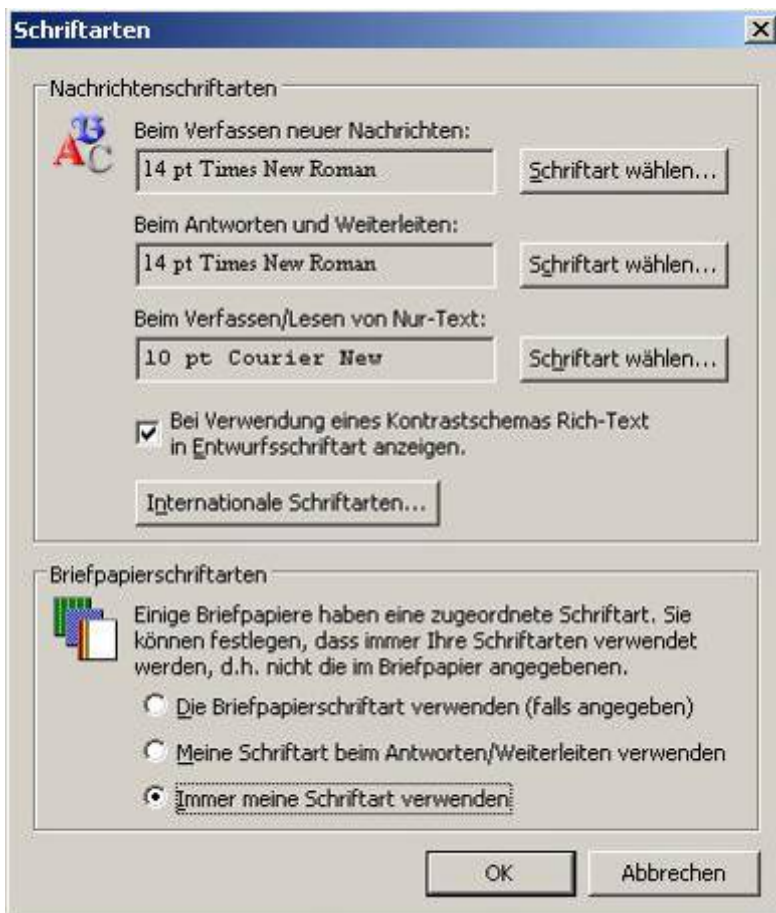 Schriftarten
Nachrichtenschriftarten
Beim Verfassen neuer Nachrichten:
14 pt Times New Roman
Schriftart wählen...
Beim Antworten und Weiterleiten:
14 pt Times New Roman
Schriftart wählen...
Beim Verfassen/Lesen von Nur-Text:
10 pt Courier New
Schriftart wählen...
Bei Verwendung eines Kontrastschemas Rich-Text
in Entwurfsschriftart anzeigen.
Internationale Schriftarten...
Briefpapierschriftarten
Einige Briefpapiere haben eine zugeordnete Schriftart. Sie
können festlegen, dass immer Ihre Schriftarten verwendet
werden, d.h. nicht die im Briefpapier angegebenen.
Die Briefpapierschriftart verwenden (falls angegeben)
Meine Schriftart beim Antworten/Weiterleiten verwenden
Immer meine Schriftart verwenden
OK
Abbrechen